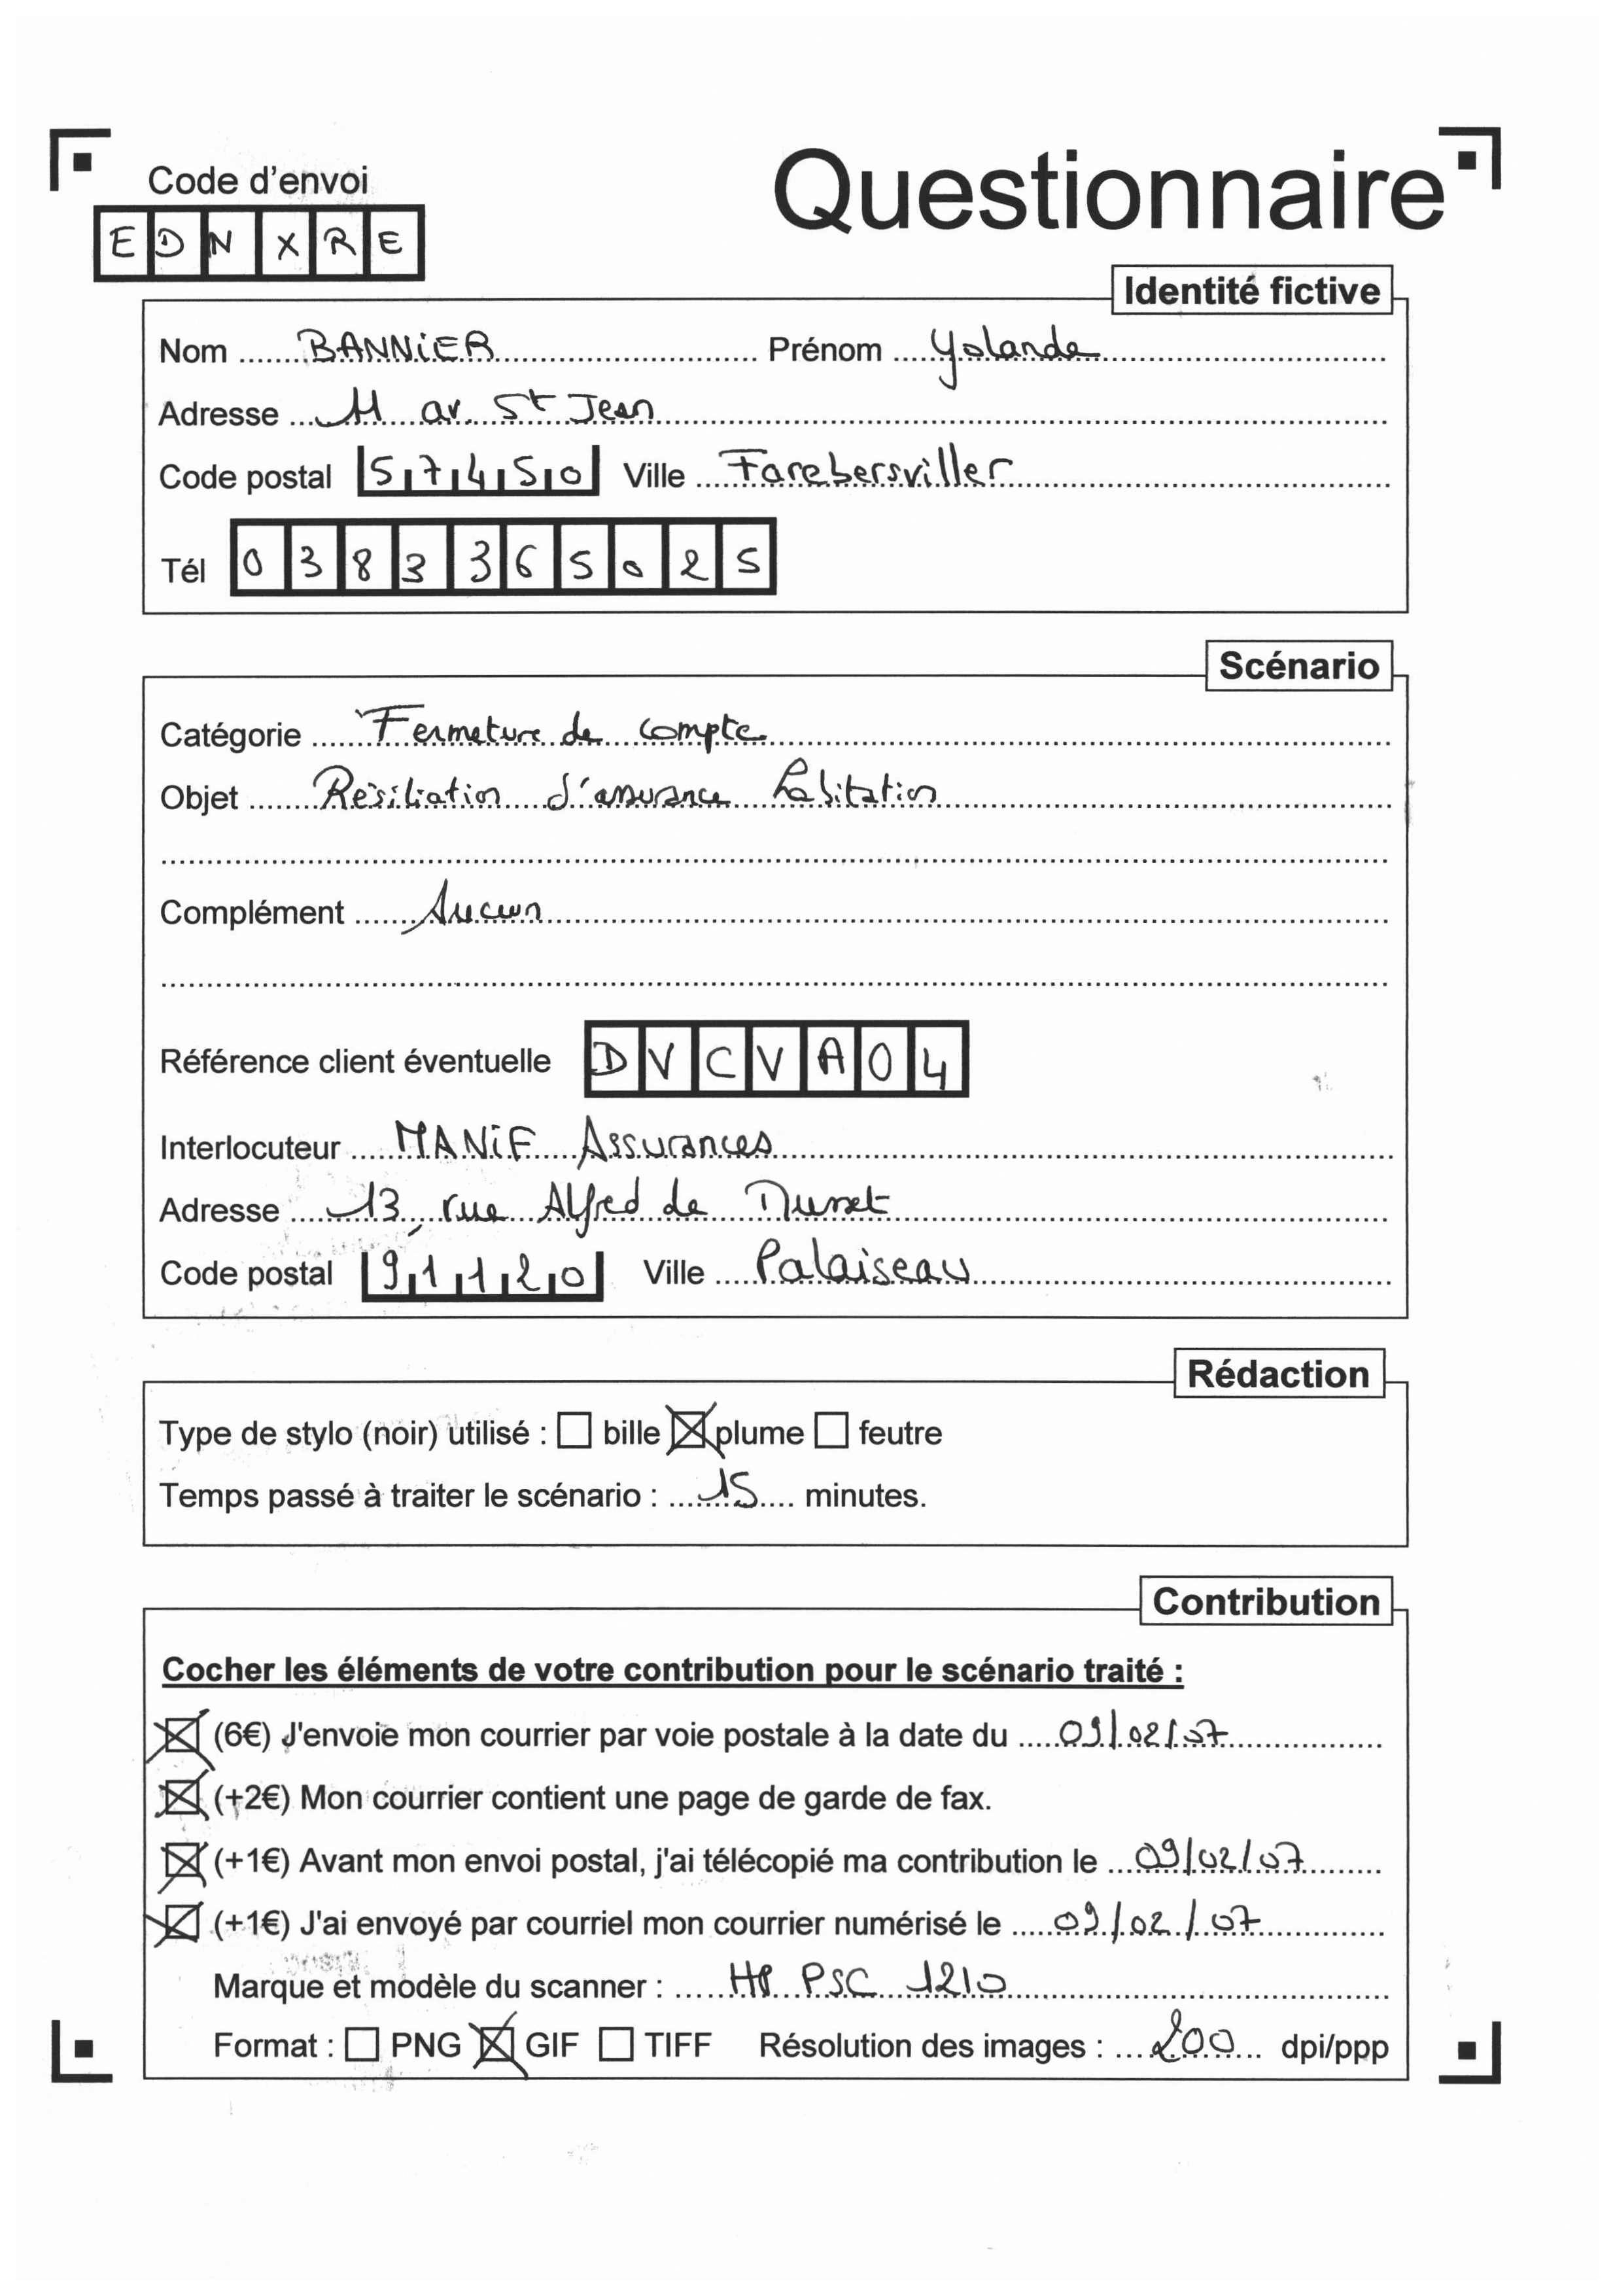 Questionnaire
Code d'envoi
EDNXRE
Identité fictive
Nom BANNiER Prénom Yolande
Adresse 11 av. St Jean
Code postal 57450 Ville Farebersviller
Tél 0383365025
Scénario
Catégorie Fermeture de compte
Objet Résiliation d'assurance habitation
Complément Aucun
Référence client éventuelle DVCVA04
Interlocuteur MANiF Assurances
Adresse 13, rue Alfred de Musset
Code postal 91120 Ville Palaiseau
Rédaction
Type de stylo (noir) utilisé : bille plume feutre
Temps passé à traiter le scénario : 15 minutes.
Contribution
Cocher les éléments de votre contribution pour le scénario traité :
(6€) J'envoie mon courrier par voie postale à la date du 09/02/07
(+2€) Mon courrier contient une page de garde de fax.
(+1€) Avant mon envoi postal, j'ai télécopié ma contribution le 09/02/07
(+1€) J'ai envoyé par courriel mon courrier numérisé le 09/02/07
Marque et modèle du scanner : HP PSC 1210
Format : PNG GIF TIFF Résolution des images : 200 dpi/ppp